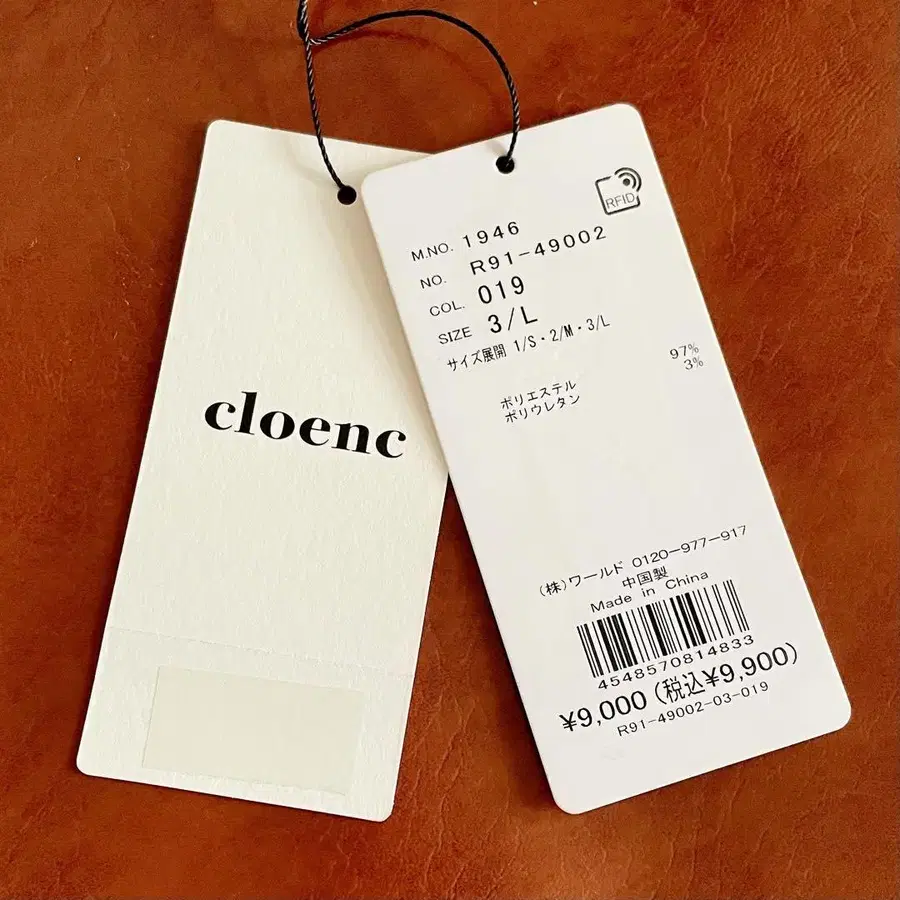 cloenc
RFID
M.NO. 1946
NO. R91-49002
COL. 019
SIZE 3/L
サイズ展開 1/S・2/M・3/L
ポリエステル 97%
ポリウレタン 3%
(株)ワールド 0120-977-917
中国製
Made in China
4548570814833
¥9,000(税込¥9,900)
R91-49002-03-019